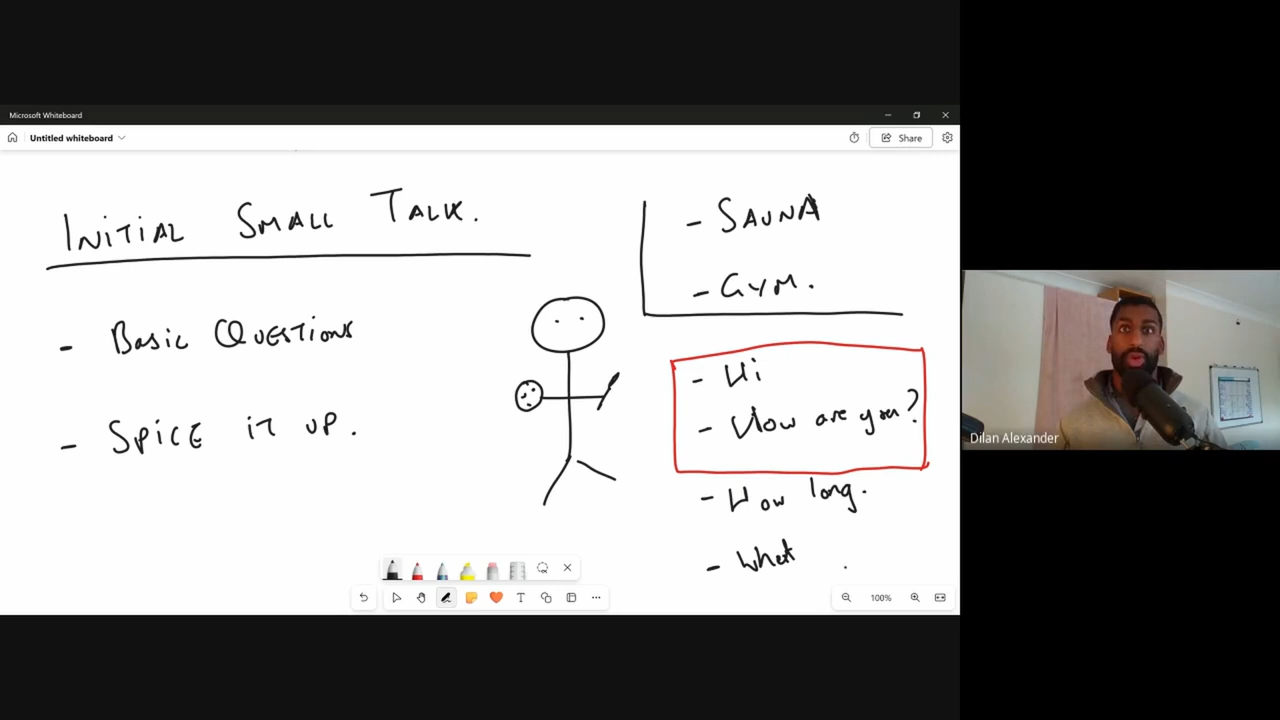 Microsoft Whiteboard
Untitled whiteboard
Share
INITIAL SMALL TALK.
- BASIC QUESTIONS
- SPICE IT UP.
- SAUNA
- GYM.
- Hi
- How are you?
- How long.
- What
100%
Dilan Alexander